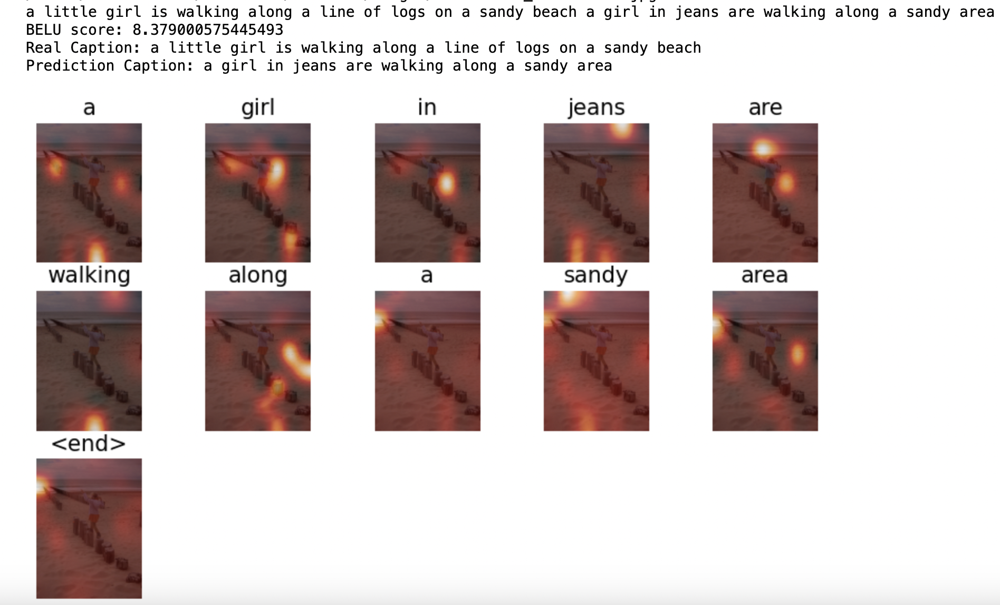 a little girl is walking along a line of logs on a sandy beach a girl in jeans are walking along a sandy area
BELU score: 8.379000575445493
Real Caption: a little girl is walking along a line of logs on a sandy beach
Prediction Caption: a girl in jeans are walking along a sandy area
a girl in jeans are
walking along a sandy area
<end>